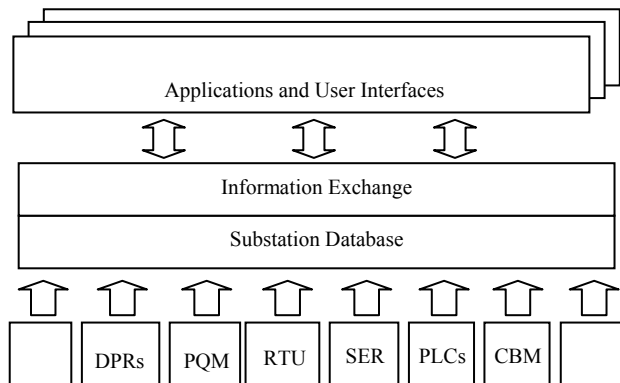 Applications and User Interfaces
Information Exchange
Substation Database
DPRs PQM RTU SER PLCs CBM